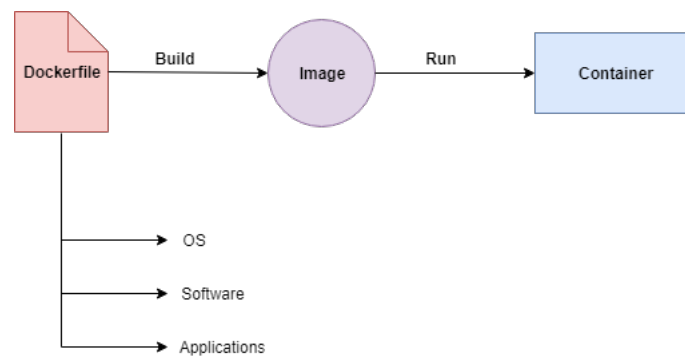 Dockerfile
Build
Image
Run
Container
OS
Software
Applications